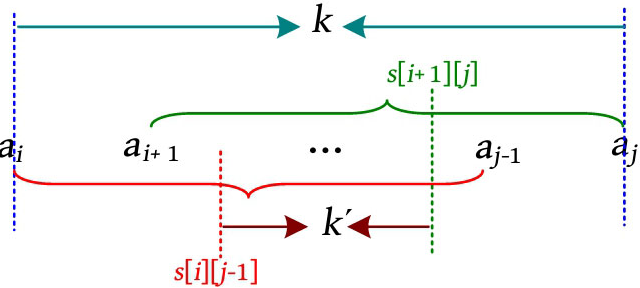 k
s[i+1][j]
a_i a_{i+1} ... a_{j-1} a_j
k′
s[i][j-1]